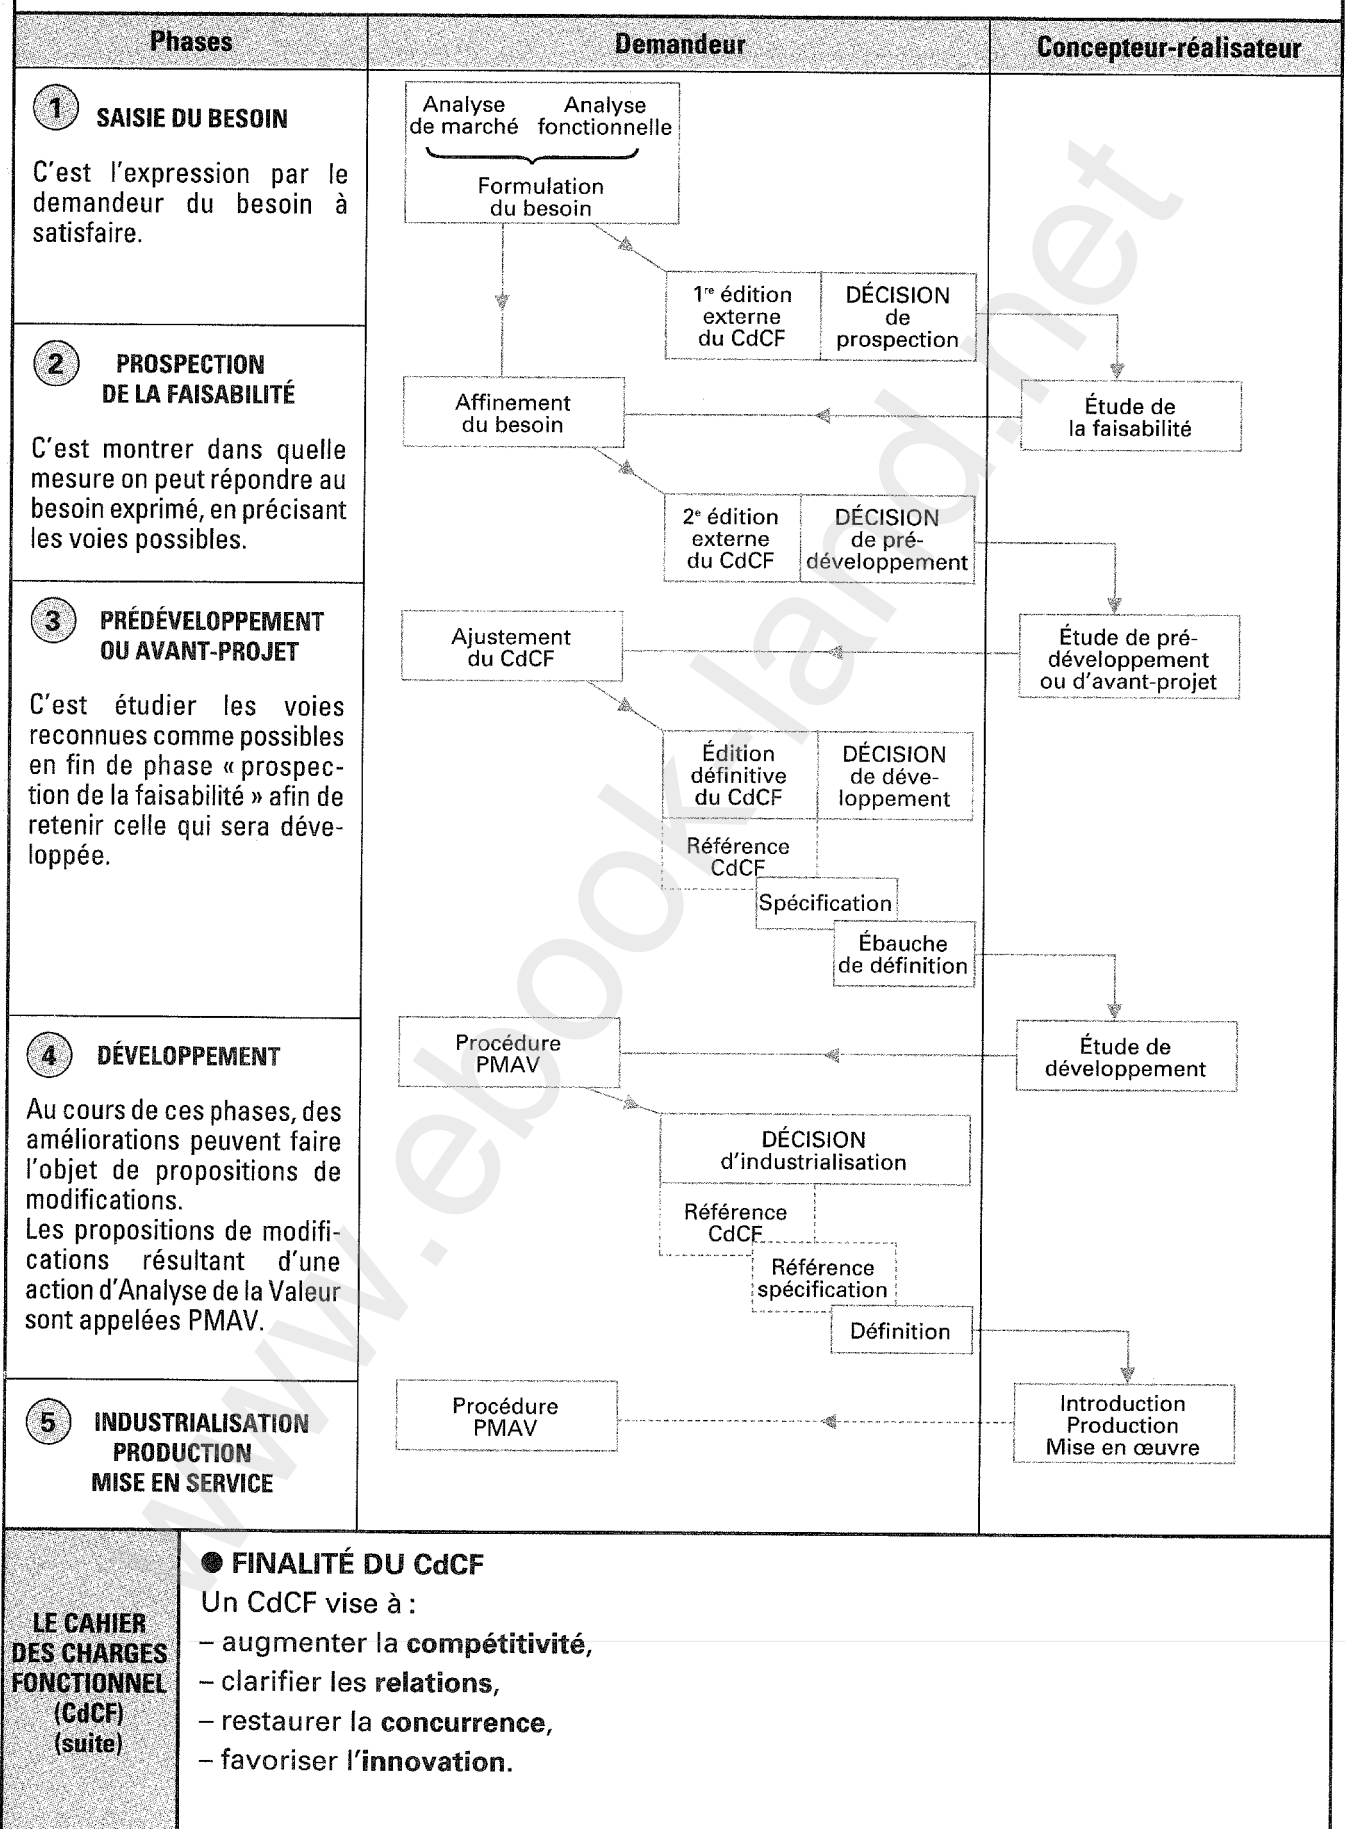 Phases
Demandeur
Concepteur-réalisateur
1 SAISIE DU BESOIN
C'est l'expression par le
demandeur du besoin à
satisfaire.
Analyse
de marché
Analyse
fonctionnelle
Formulation
du besoin
1re édition
externe
du CdCF
DÉCISION
de
prospection
2 PROSPECTION
DE LA FAISABILITÉ
C'est montrer dans quelle
mesure on peut répondre au
besoin exprimé, en précisant
les voies possibles.
Affinement
du besoin
Étude de
la faisabilité
2e édition
externe
du CdCF
DÉCISION
de pré-
développement
3 PRÉDÉVELOPPEMENT
OU AVANT-PROJET
C'est étudier les voies
reconnues comme possibles
en fin de phase « prospec-
tion de la faisabilité » afin de
retenir celle qui sera déve-
loppée.
Ajustement
du CdCF
Étude de pré-
développement
ou d'avant-projet
Édition
définitive
du CdCF
DÉCISION
de déve-
loppement
Référence
CdCF
Spécification
Ébauche
de définition
4 DÉVELOPPEMENT
Au cours de ces phases, des
améliorations peuvent faire
l'objet de propositions de
modifications.
Les propositions de modifi-
cations résultant d'une
action d'Analyse de la Valeur
sont appelées PMAV.
Procédure
PMAV
Étude de
développement
DÉCISION
d'industrialisation
Référence
CdCF
Référence
spécification
Définition
5 INDUSTRIALISATION
PRODUCTION
MISE EN SERVICE
Procédure
PMAV
Introduction
Production
Mise en œuvre
LE CAHIER
DES CHARGES
FONCTIONNEL
(CdCF)
(suite)
● FINALITÉ DU CdCF
Un CdCF vise à :
– augmenter la compétitivité,
– clarifier les relations,
– restaurer la concurrence,
– favoriser l'innovation.
www.ebook-land.net